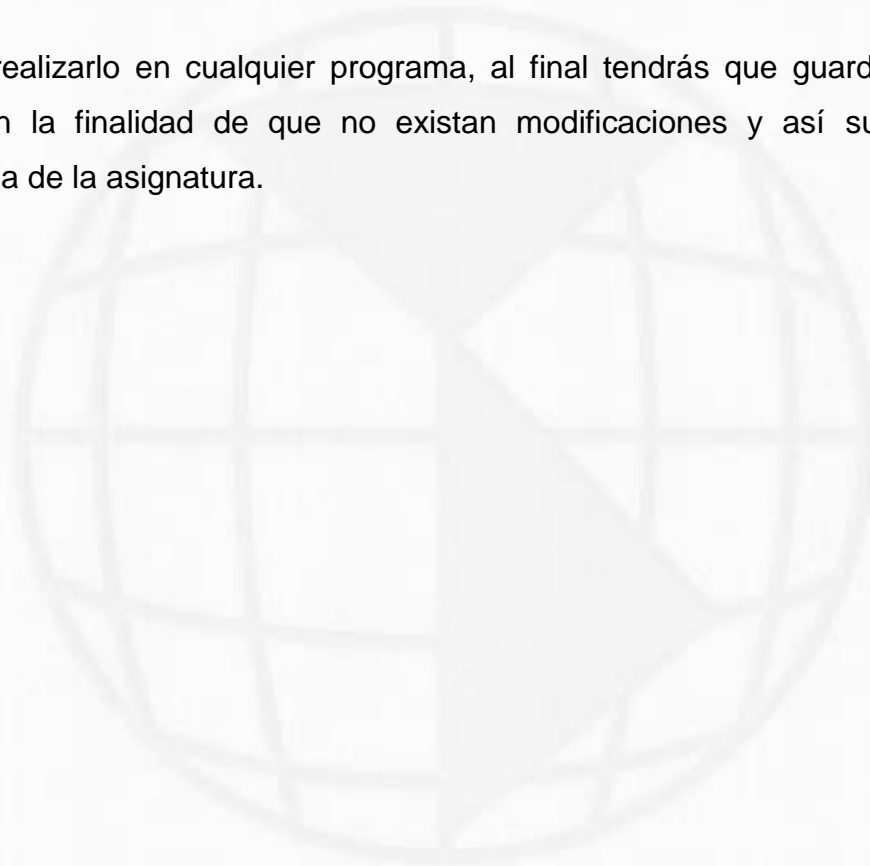 realizarlo en cualquier programa, al final tendrás que guard
la finalidad de que no existan modificaciones y así
de la asignatura.